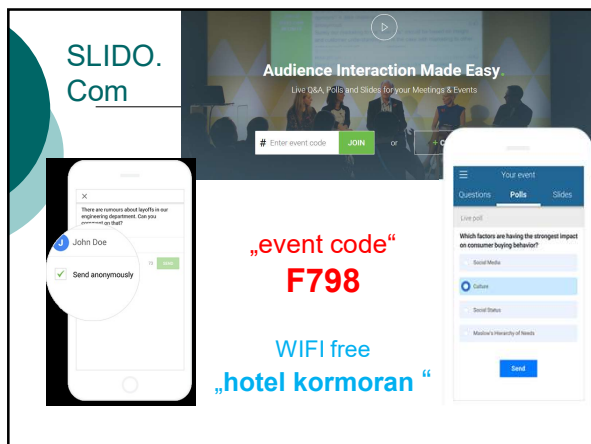 SLIDO.
Com
Audience Interaction Made Easy.
Live Q&A, Polls and Slides for your Meetings & Events
# Enter event code
JOIN
or
+ C
There are rumours about layoffs in our
engineering department. Can you
comment on that?
J John Doe
Send anonymously
„event code“
F798
WIFI free
„hotel kormoran “
Your event
Questions Polls Slides
Live poll
Which factors are having the strongest impact
on consumer buying behavior?
Social Media
Culture
Social Status
Maslow's Hierarchy of Needs
Send